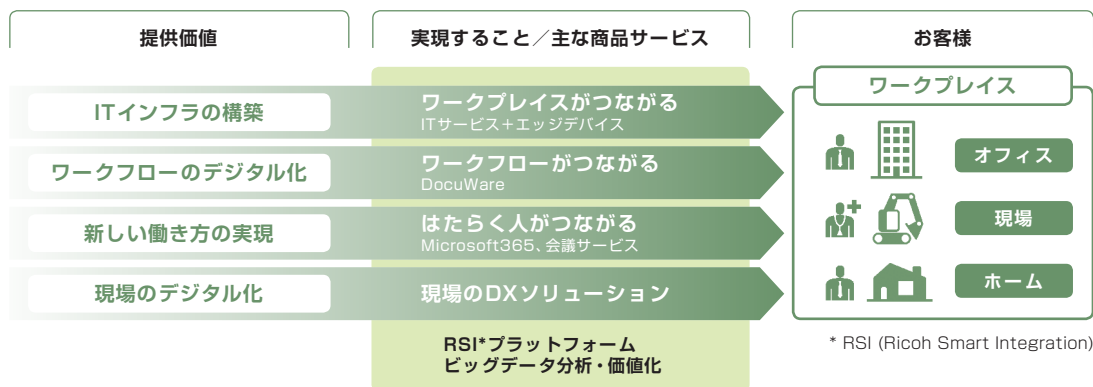 提供価値
実現すること／主な商品サービス
お客様
ITインフラの構築
ワークプレイスがつながる
ITサービス＋エッジデバイス
ワークフローのデジタル化
ワークフローがつながる
DocuWare
新しい働き方の実現
はたらく人がつながる
Microsoft365、会議サービス
現場のデジタル化
現場のDXソリューション
RSI*プラットフォーム
ビッグデータ分析・価値化
ワークプレイス
オフィス
現場
ホーム
* RSI (Ricoh Smart Integration)